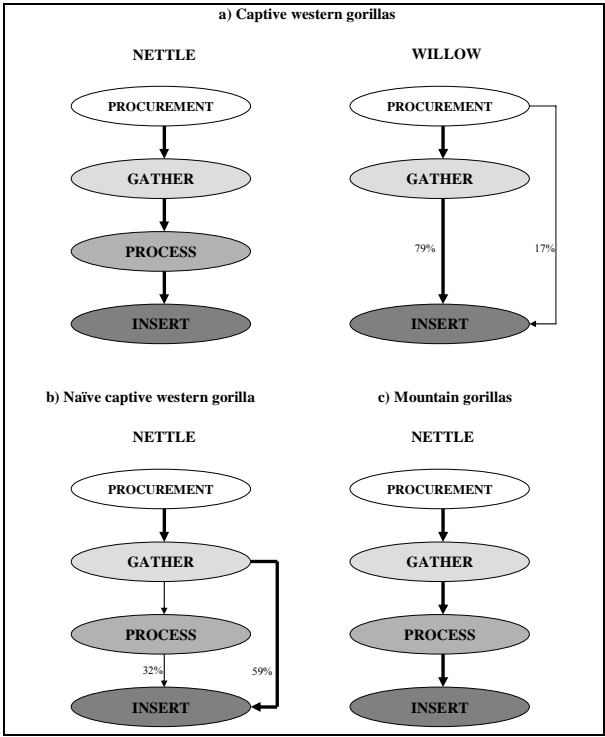 a) Captive western gorillas
NETTLE
PROCUREMENT
GATHER
PROCESS
INSERT
WILLOW
PROCUREMENT
GATHER
79%
17%
INSERT
b) Naïve captive western gorilla
NETTLE
PROCUREMENT
GATHER
PROCESS
32%
59%
INSERT
c) Mountain gorillas
NETTLE
PROCUREMENT
GATHER
PROCESS
INSERT